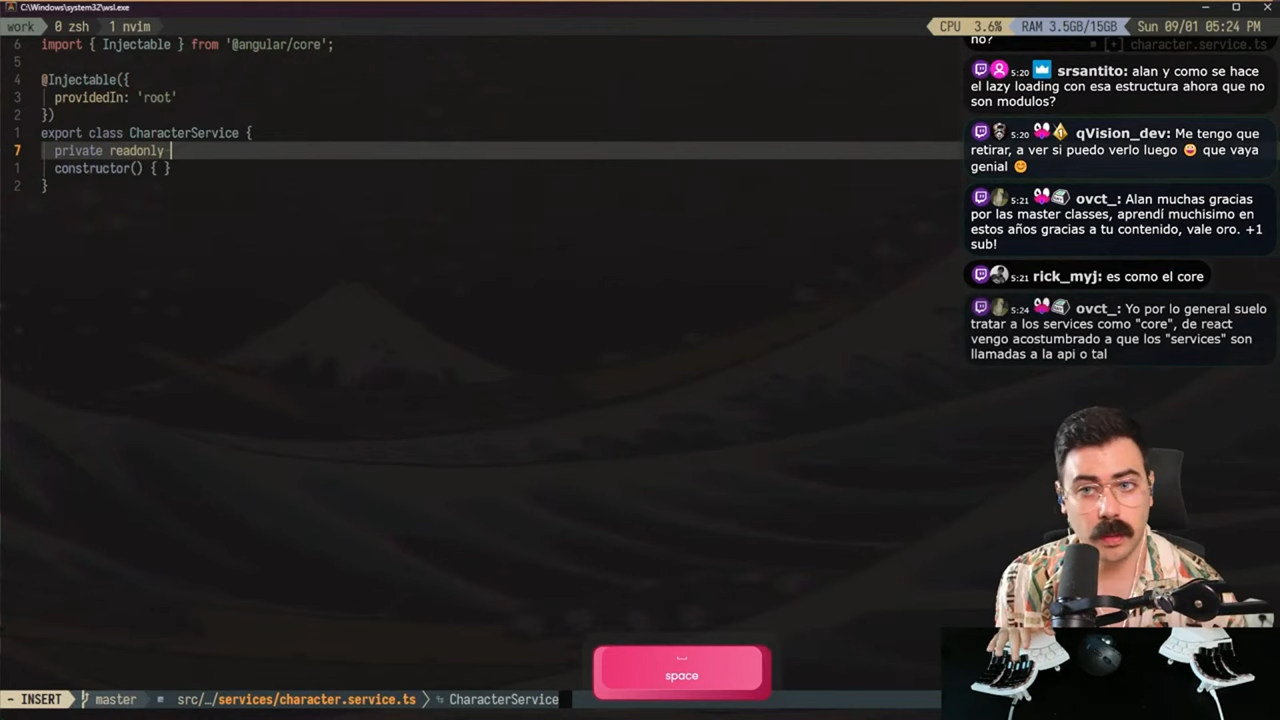 C:\Windows\system32\wsl.exe
work 0 zsh 1 nvim
CPU 3.6% RAM 3.5GB/15GB Sun 09/01 05:24 PM
[+] character.service.ts
6 import { Injectable } from '@angular/core';
5
4 @Injectable({
3 providedIn: 'root'
2 })
1 export class CharacterService {
7 private readonly
1 constructor() { }
2 }
no?
5:20 srsantito: alan y como se hace
el lazy loading con esa estructura ahora que no
son modulos?
5:20 qVision_dev: Me tengo que
retirar, a ver si puedo verlo luego 😀 que vaya
genial 😊
5:21 ovct_: Alan muchas gracias
por las master classes, aprendí muchisimo en
estos años gracias a tu contenido, vale oro. +1
sub!
5:21 rick_myj: es como el core
5:24 ovct_: Yo por lo general suelo
tratar a los services como "core", de react
vengo acostumbrado a que los "services" son
llamadas a la api o tal
space
- INSERT master src/…/services/character.service.ts CharacterService